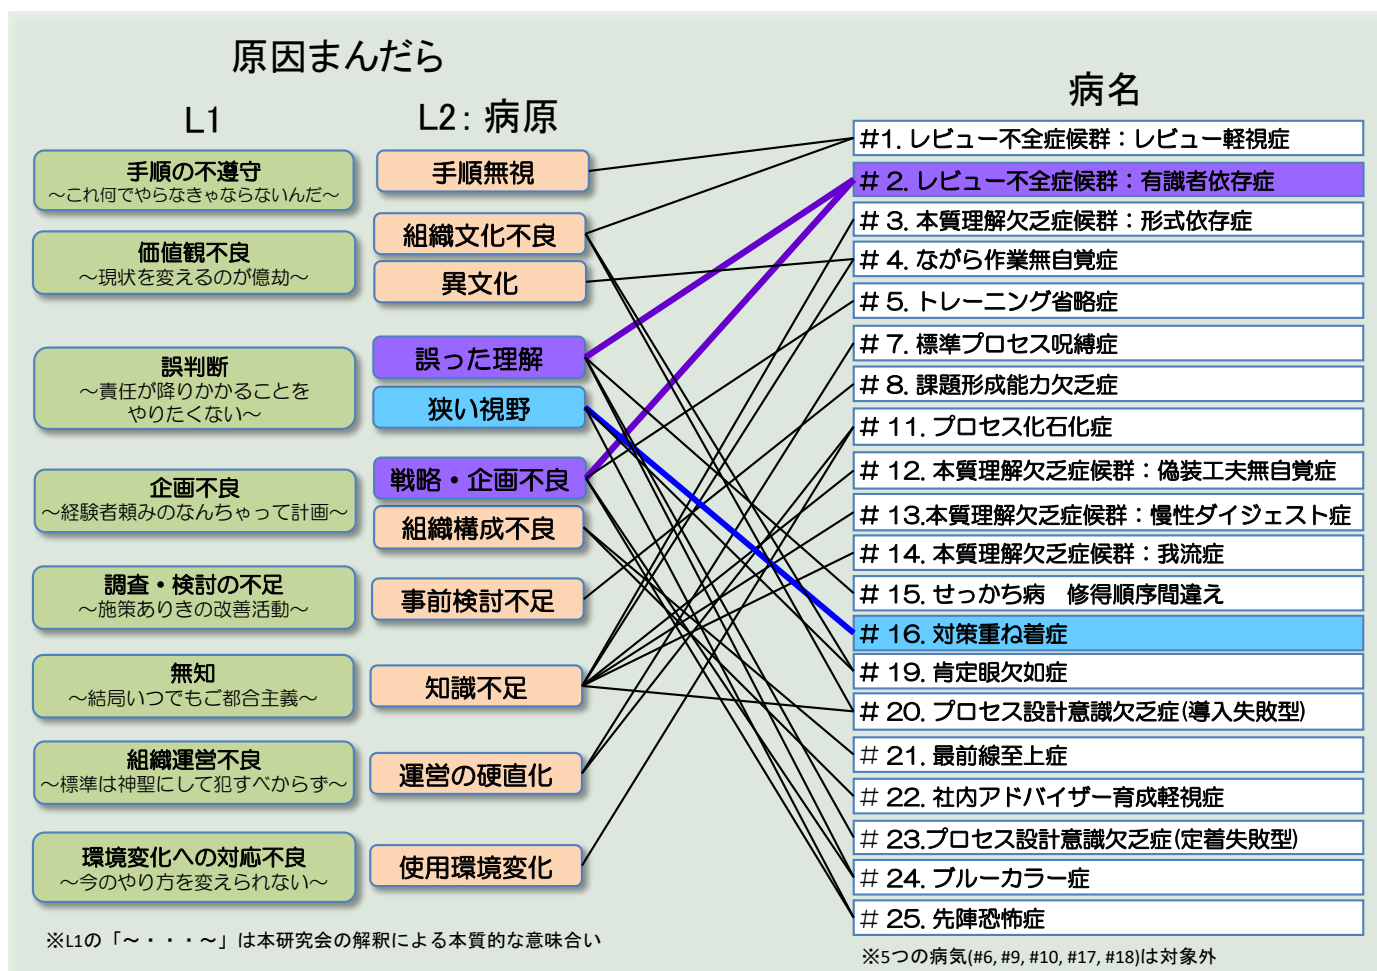 原因まんだら
L1
L2：病原
病名
手順の不遵守
～これ何でやらなきゃならないんだ～
価値観不良
～現状を変えるのが億劫～
誤判断
～責任が降りかかることを
やりたくない～
企画不良
～経験者頼みのなんちゃって計画～
調査・検討の不足
～施策ありきの改善活動～
無知
～結局いつでもご都合主義～
組織運営不良
～標準は神聖にして犯すべからず～
環境変化への対応不良
～今のやり方を変えられない～
手順無視
組織文化不良
異文化
誤った理解
狭い視野
戦略・企画不良
組織構成不良
事前検討不足
知識不足
運営の硬直化
使用環境変化
＃1. レビュー不全症候群：レビュー軽視症
＃ 2. レビュー不全症候群：有識者依存症
＃ 3. 本質理解欠乏症候群：形式依存症
＃ 4. ながら作業無自覚症
＃ 5. トレーニング省略症
＃ 7. 標準プロセス呪縛症
＃ 8. 課題形成能力欠乏症
＃ 11. プロセス化石化症
＃ 12. 本質理解欠乏症候群：偽装工夫無自覚症
＃ 13.本質理解欠乏症候群：慢性ダイジェスト症
＃ 14. 本質理解欠乏症候群：我流症
＃ 15. せっかち病　修得順序間違え
＃ 16. 対策重ね着症
＃ 19. 肯定眼欠如症
＃ 20. プロセス設計意識欠乏症(導入失敗型)
＃ 21. 最前線至上症
＃ 22. 社内アドバイザー育成軽視症
＃ 23.プロセス設計意識欠乏症(定着失敗型)
＃ 24. ブルーカラー症
＃ 25. 先陣恐怖症
※L1の「～・・・～」は本研究会の解釈による本質的な意味合い
※5つの病気(#6, #9, #10, #17, #18)は対象外